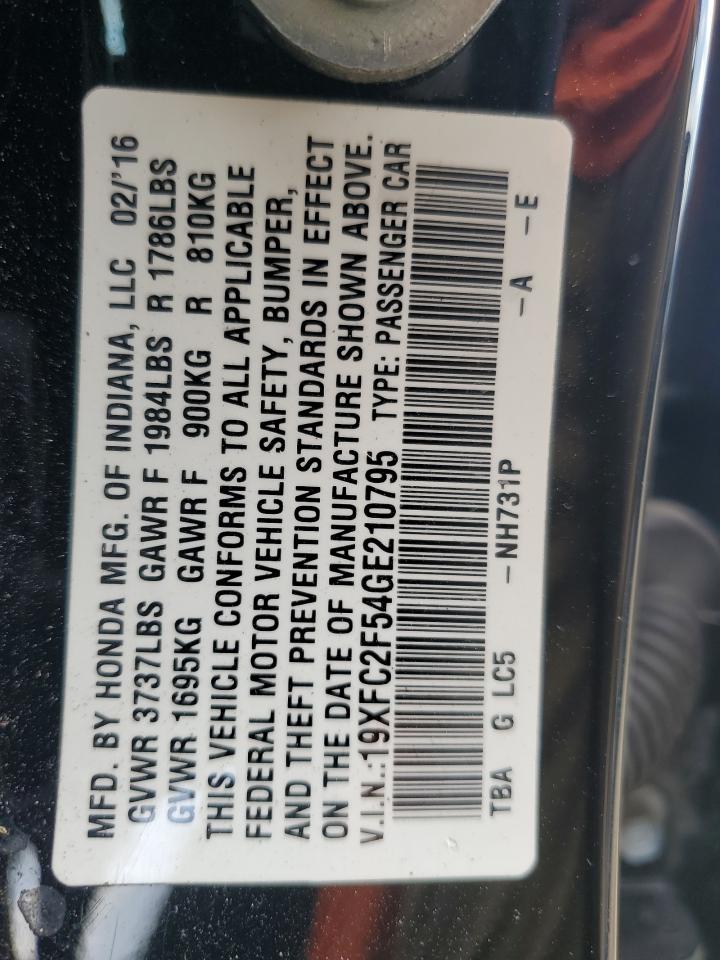 MFD. BY HONDA MFG. OF INDIANA, LLC 02/'16
GVWR 3737LBS GAWR F 1984LBS R 1786LBS
GVWR 1695KG GAWR F 900KG R 810KG
THIS VEHICLE CONFORMS TO ALL APPLICABLE
FEDERAL MOTOR VEHICLE SAFETY, BUMPER,
AND THEFT PREVENTION STANDARDS IN EFFECT
ON THE DATE OF MANUFACTURE SHOWN ABOVE.
V.I.N.:19XFC2F54GE210795 TYPE: PASSENGER CAR
TBA G LC5 -NH731P -A -E